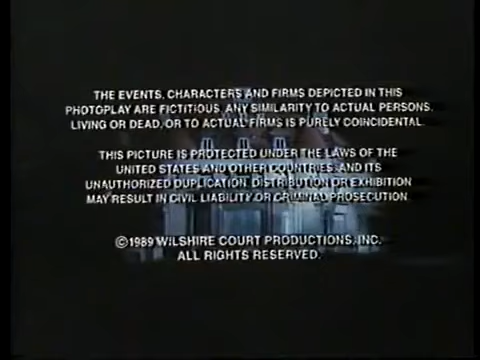 THE EVENTS, CHARACTERS AND FIRMS DEPICTED IN THIS
PHOTOPLAY ARE FICTITIOUS, ANY SIMILARITY TO ACTUAL PERSONS,
LIVING OR DEAD, OR TO ACTUAL FIRMS IS PURELY COINCIDENTAL.
THIS PICTURE IS PROTECTED UNDER THE LAWS OF THE
UNITED STATES AND OTHER COUNTRIES, AND ITS
UNAUTHORIZED DUPLICATION, DISTRIBUTION OR EXHIBITION
MAY RESULT IN CIVIL LIABILITY OR CRIMINAL PROSECUTION
©1989 WILSHIRE COURT PRODUCTIONS, INC.
ALL RIGHTS RESERVED.